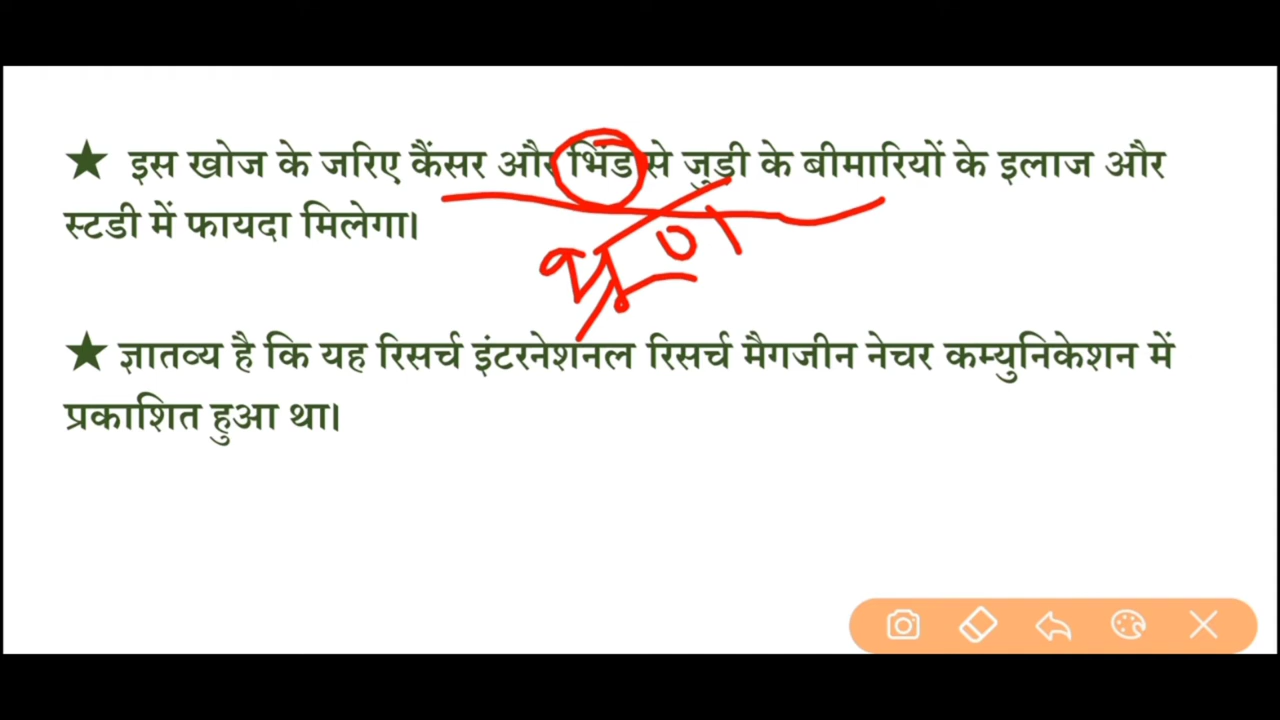 ★ इस खोज के जरिए कैंसर और भिंड से जुड़ी के बीमारियों के इलाज और
स्टडी में फायदा मिलेगा।
★ ज्ञातव्य है कि यह रिसर्च इंटरनेशनल रिसर्च मैगजीन नेचर कम्युनिकेशन में
प्रकाशित हुआ था।